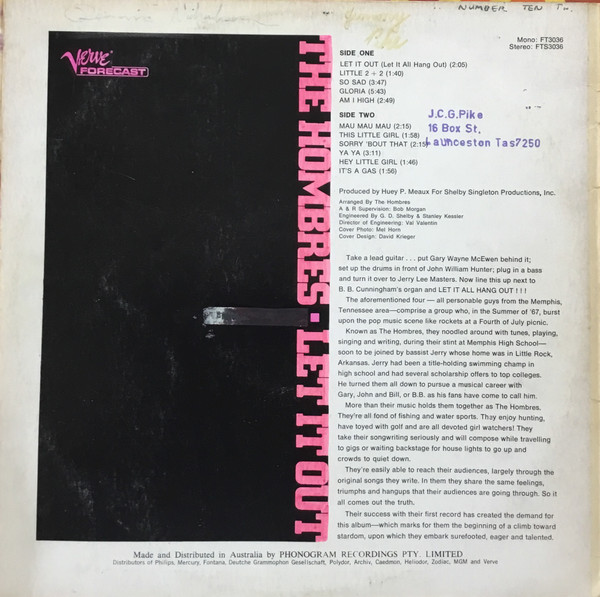 NUMBER TEN
Verve
FORECAST
THE HOMBRES • LET IT OUT
Mono: FT3036
Stereo: FTS3036
SIDE ONE
LET IT OUT (Let It All Hang Out) (2:05)
LITTLE 2 + 2 (1:40)
SO SAD (3:47)
GLORIA (5:43)
AM I HIGH (2:49)
SIDE TWO
MAU MAU MAU (2:15)
THIS LITTLE GIRL (1:58)
SORRY 'BOUT THAT (2:15)
YA YA (3:11)
HEY LITTLE GIRL (1:46)
IT'S A GAS (1:56)
J.C.G.Pike
16 Box St,
Launceston Tas7250
Produced by Huey P. Meaux For Shelby Singleton Productions, Inc.
Arranged By The Hombres
A & R Supervision: Bob Morgan
Engineered By G. D. Shelby & Stanley Kessler
Director of Engineering: Val Valentin
Cover Photo: Mel Horn
Cover Design: David Krieger
Take a lead guitar . . . put Gary Wayne McEwen behind it;
set up the drums in front of John William Hunter; plug in a bass
and turn it over to Jerry Lee Masters. Now line this up next to
B. B. Cunningham's organ and LET IT ALL HANG OUT ! ! !
The aforementioned four — all personable guys from the Memphis,
Tennessee area—comprise a group who, in the Summer of '67, burst
upon the pop music scene like rockets at a Fourth of July picnic.
Known as The Hombres, they noodled around with tunes, playing,
singing and writing, during their stint at Memphis High School—
soon to be joined by bassist Jerry whose home was in Little Rock,
Arkansas. Jerry had been a title-holding swimming champ in
high school and had several scholarship offers to top colleges.
He turned them all down to pursue a musical career with
Gary, John and Bill, or B.B. as his fans have come to call him.
More than their music holds them together as The Hombres.
They're all fond of fishing and water sports. They enjoy hunting,
have toyed with golf and are all devoted girl watchers! They
take their songwriting seriously and will compose while travelling
to gigs or waiting backstage for house lights to go up and
crowds to quiet down.
They're easily able to reach their audiences, largely through the
original songs they write. In them they share the same feelings,
triumphs and hangups that their audiences are going through. So it
all comes out the truth.
Their success with their first record has created the demand for
this album—which marks for them the beginning of a climb toward
stardom, upon which they embark surefooted, eager and talented.
Made and Distributed in Australia by PHONOGRAM RECORDINGS PTY. LIMITED
Distributors of Philips, Mercury, Fontana, Deutche Grammophon Gesellschaft, Polydor, Archiv, Caedmon, Heliodor, Zodiac, MGM and Verve